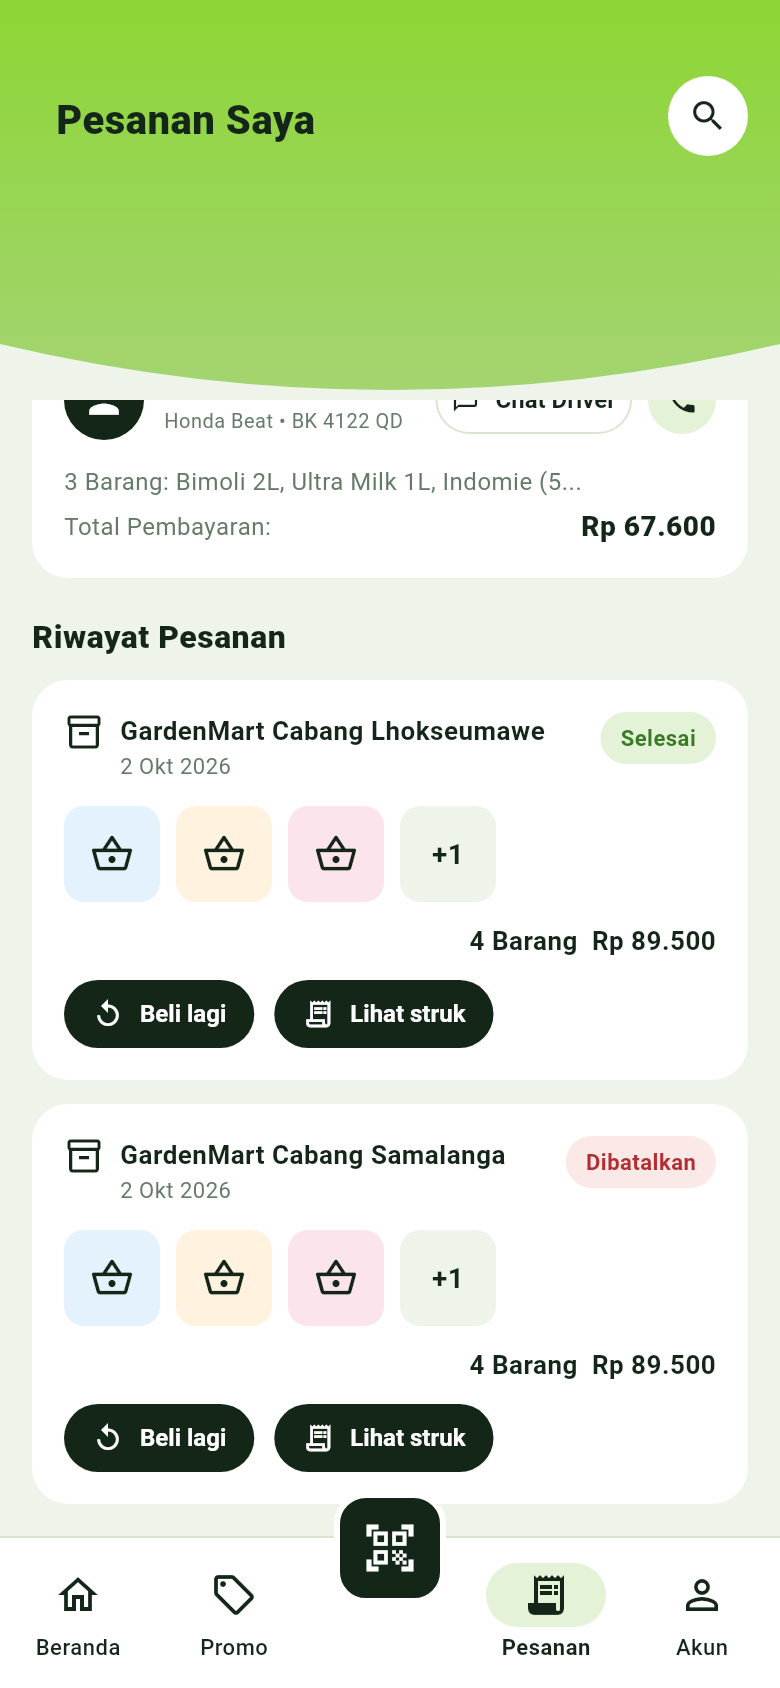 Pesanan Saya
Chat Driver
Honda Beat • BK 4122 QD
3 Barang: Bimoli 2L, Ultra Milk 1L, Indomie (5...
Total Pembayaran: Rp 67.600
Riwayat Pesanan
GardenMart Cabang Lhokseumawe
Selesai
2 Okt 2026
+1
4 Barang Rp 89.500
Beli lagi
Lihat struk
GardenMart Cabang Samalanga
Dibatalkan
2 Okt 2026
+1
4 Barang Rp 89.500
Beli lagi
Lihat struk
Beranda
Promo
Pesanan
Akun